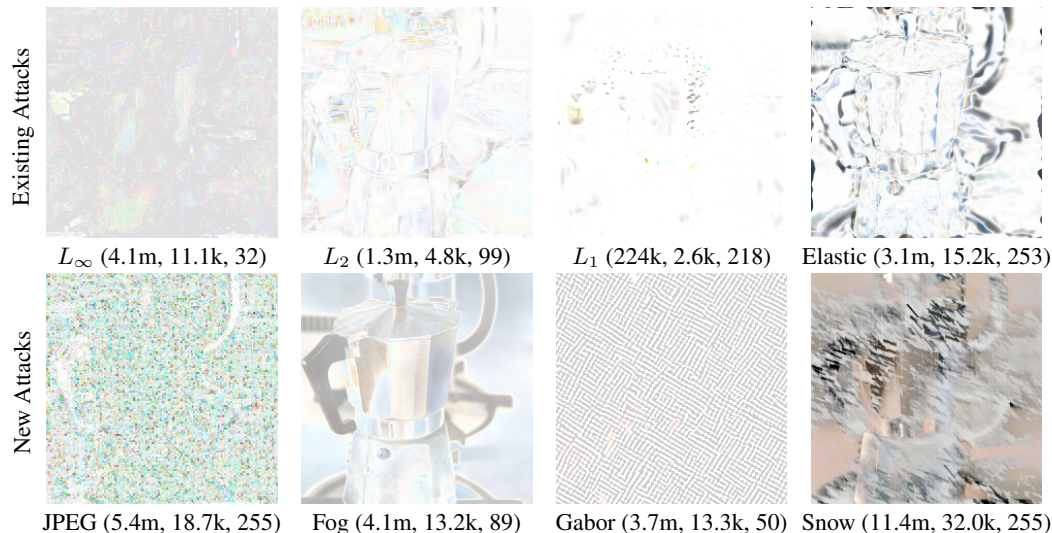 Existing Attacks
L∞ (4.1m, 11.1k, 32)
L2 (1.3m, 4.8k, 99)
L1 (224k, 2.6k, 218)
Elastic (3.1m, 15.2k, 253)
New Attacks
JPEG (5.4m, 18.7k, 255)
Fog (4.1m, 13.2k, 89)
Gabor (3.7m, 13.3k, 50)
Snow (11.4m, 32.0k, 255)